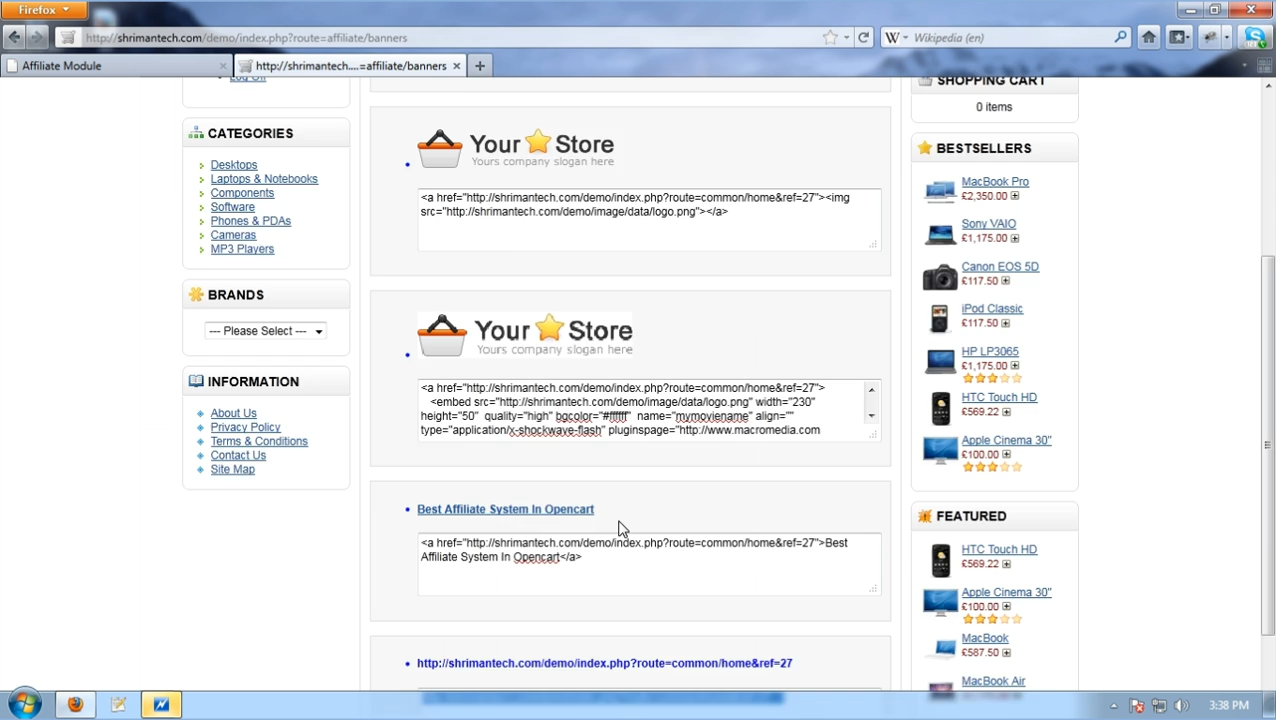 Firefox
http://shrimantech.com/demo/index.php?route=affiliate/banners
Wikipedia (en)
Affiliate Module
http://shrimantech....=affiliate/banners
Log Off
CATEGORIES
Desktops
Laptops & Notebooks
Components
Software
Phones & PDAs
Cameras
MP3 Players
BRANDS
--- Please Select ---
INFORMATION
About Us
Privacy Policy
Terms & Conditions
Contact Us
Site Map
Your Store
Yours company slogan here
<a href="http://shrimantech.com/demo/index.php?route=common/home&ref=27"><img
src="http://shrimantech.com/demo/image/data/logo.png"></a>
Your Store
Yours company slogan here
<a href="http://shrimantech.com/demo/index.php?route=common/home&ref=27">
<embed src="http://shrimantech.com/demo/image/data/logo.png" width="230"
height="50" quality="high" bgcolor="#ffffff" name="mymoviename" align=""
type="application/x-shockwave-flash" pluginspage="http://www.macromedia.com
Best Affiliate System In Opencart
<a href="http://shrimantech.com/demo/index.php?route=common/home&ref=27">Best
Affiliate System In Opencart</a>
http://shrimantech.com/demo/index.php?route=common/home&ref=27
SHOPPING CART
0 items
BESTSELLERS
MacBook Pro
£2,350.00
Sony VAIO
£1,175.00
Canon EOS 5D
£117.50
iPod Classic
£117.50
HP LP3065
£1,175.00
HTC Touch HD
£569.22
Apple Cinema 30"
£100.00
FEATURED
HTC Touch HD
£569.22
Apple Cinema 30"
£100.00
MacBook
£587.50
MacBook Air
3:38 PM